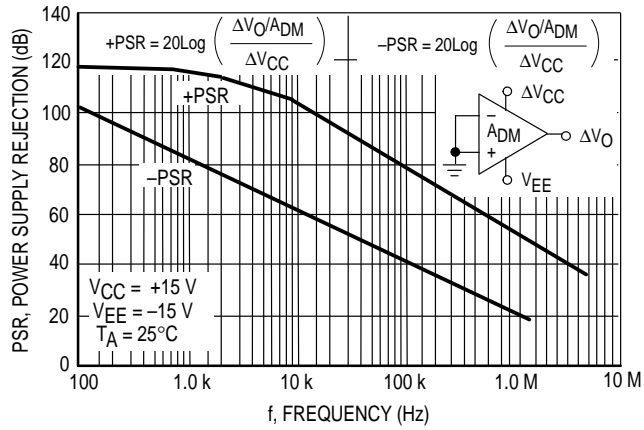 PSR, POWER SUPPLY REJECTION (dB)
140
120
100
80
60
40
20
0
+PSR = 20Log ( ΔVO/ADM / ΔVCC )
–PSR = 20Log ( ΔVO/ADM / ΔVCC )
+PSR
–PSR
ΔVCC
–
ADM
+
ΔVO
VEE
VCC = +15 V
VEE = –15 V
TA = 25°C
100
1.0 k
10 k
100 k
1.0 M
10 M
f, FREQUENCY (Hz)